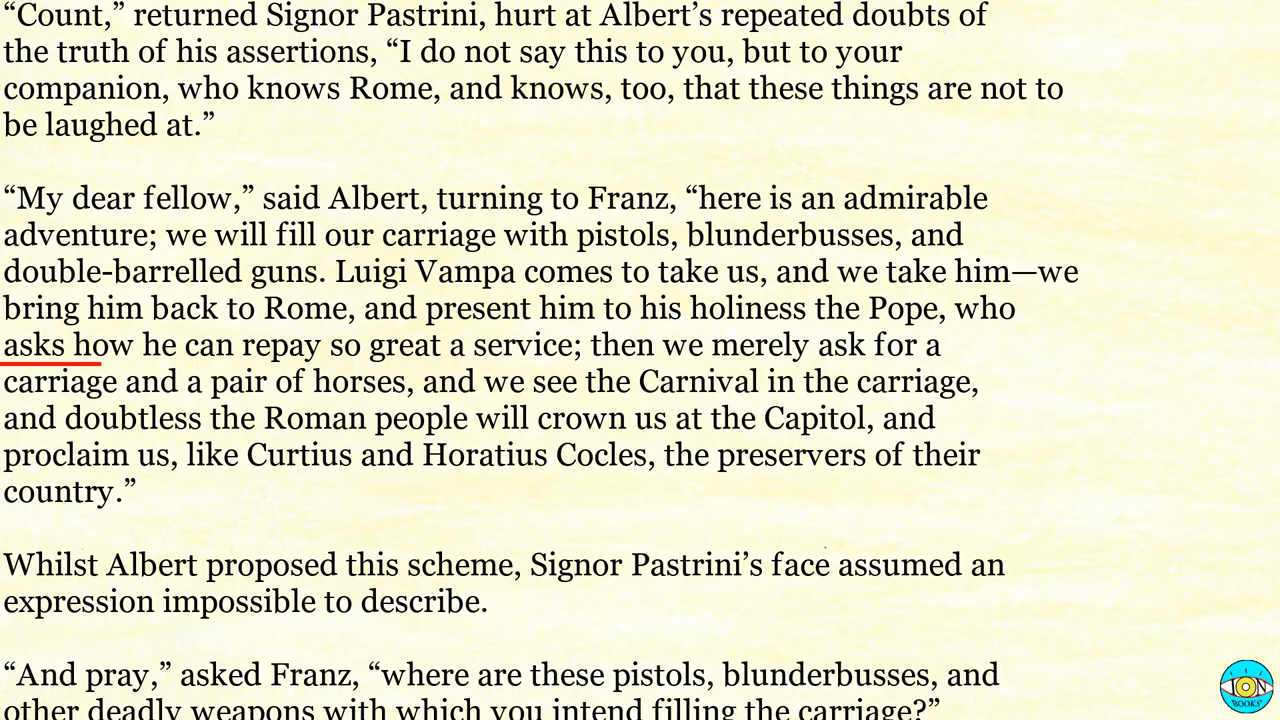 “Count,” returned Signor Pastrini, hurt at Albert’s repeated doubts of
the truth of his assertions, “I do not say this to you, but to your
companion, who knows Rome, and knows, too, that these things are not to
be laughed at.”
“My dear fellow,” said Albert, turning to Franz, “here is an admirable
adventure; we will fill our carriage with pistols, blunderbusses, and
double-barrelled guns. Luigi Vampa comes to take us, and we take him—we
bring him back to Rome, and present him to his holiness the Pope, who
asks how he can repay so great a service; then we merely ask for a
carriage and a pair of horses, and we see the Carnival in the carriage,
and doubtless the Roman people will crown us at the Capitol, and
proclaim us, like Curtius and Horatius Cocles, the preservers of their
country.”
Whilst Albert proposed this scheme, Signor Pastrini’s face assumed an
expression impossible to describe.
“And pray,” asked Franz, “where are these pistols, blunderbusses, and
other deadly weapons with which you intend filling the carriage?”
ION
BOOKS